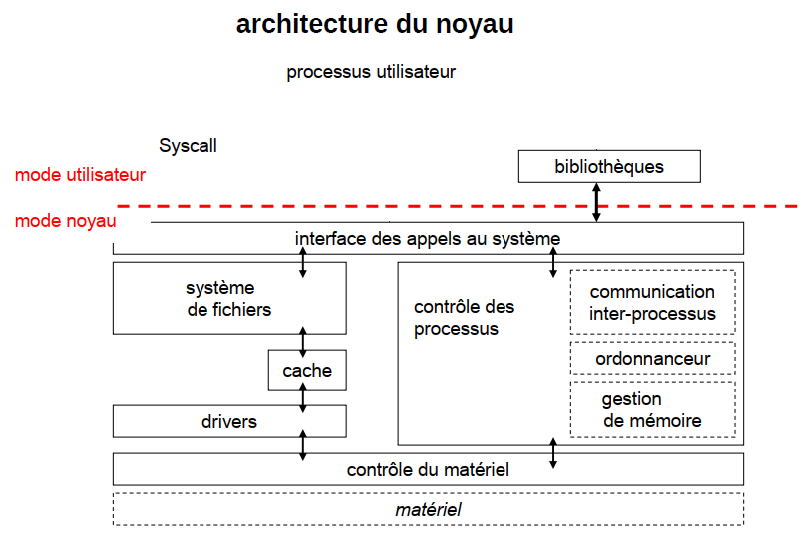 architecture du noyau
processus utilisateur
Syscall
bibliothèques
mode utilisateur
mode noyau
interface des appels au système
système
de fichiers
contrôle des
processus
communication
inter-processus
ordonnanceur
cache
gestion
de mémoire
drivers
contrôle du matériel
matériel